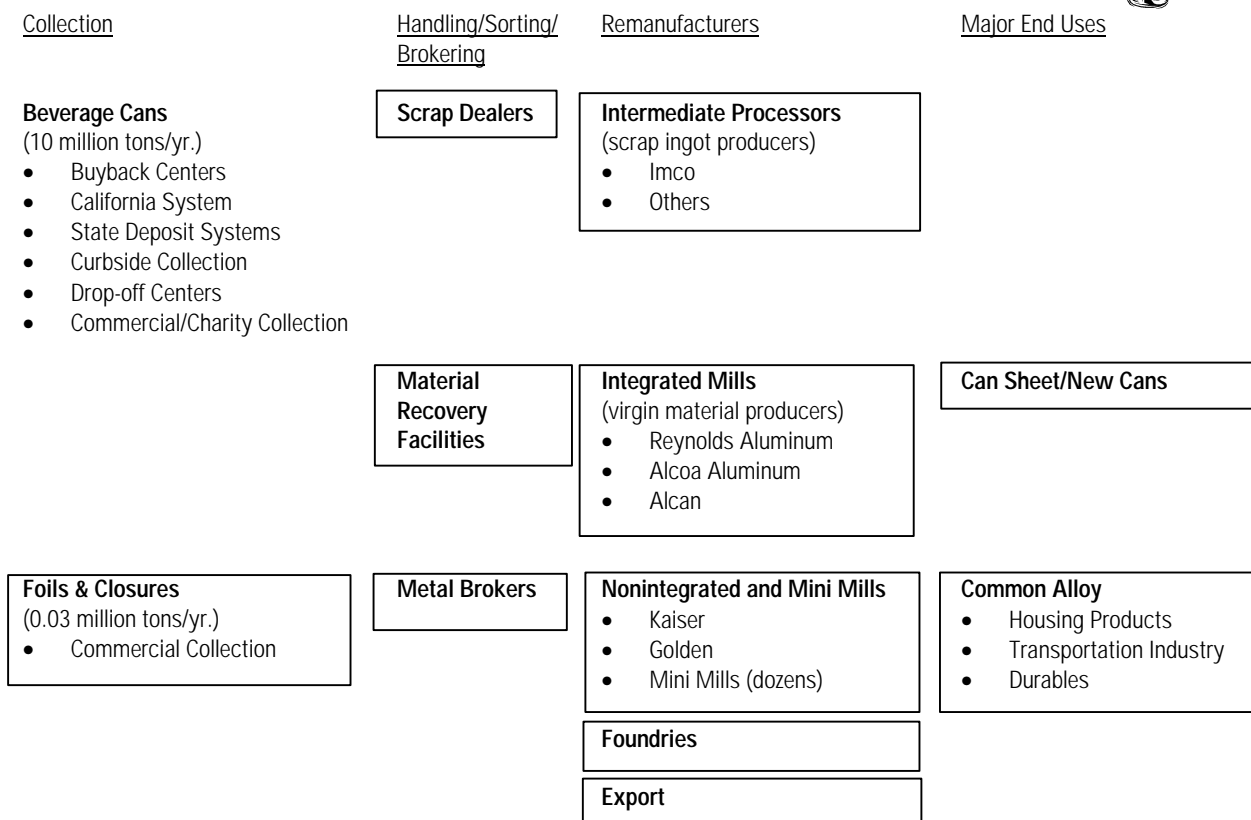 Collection
Handling/Sorting/
Brokering
Remanufacturers
Major End Uses
Beverage Cans
(10 million tons/yr.)
• Buyback Centers
• California System
• State Deposit Systems
• Curbside Collection
• Drop-off Centers
• Commercial/Charity Collection
Scrap Dealers
Intermediate Processors
(scrap ingot producers)
• Imco
• Others
Material
Recovery
Facilities
Integrated Mills
(virgin material producers)
• Reynolds Aluminum
• Alcoa Aluminum
• Alcan
Can Sheet/New Cans
Foils & Closures
(0.03 million tons/yr.)
• Commercial Collection
Metal Brokers
Nonintegrated and Mini Mills
• Kaiser
• Golden
• Mini Mills (dozens)
Common Alloy
• Housing Products
• Transportation Industry
• Durables
Foundries
Export